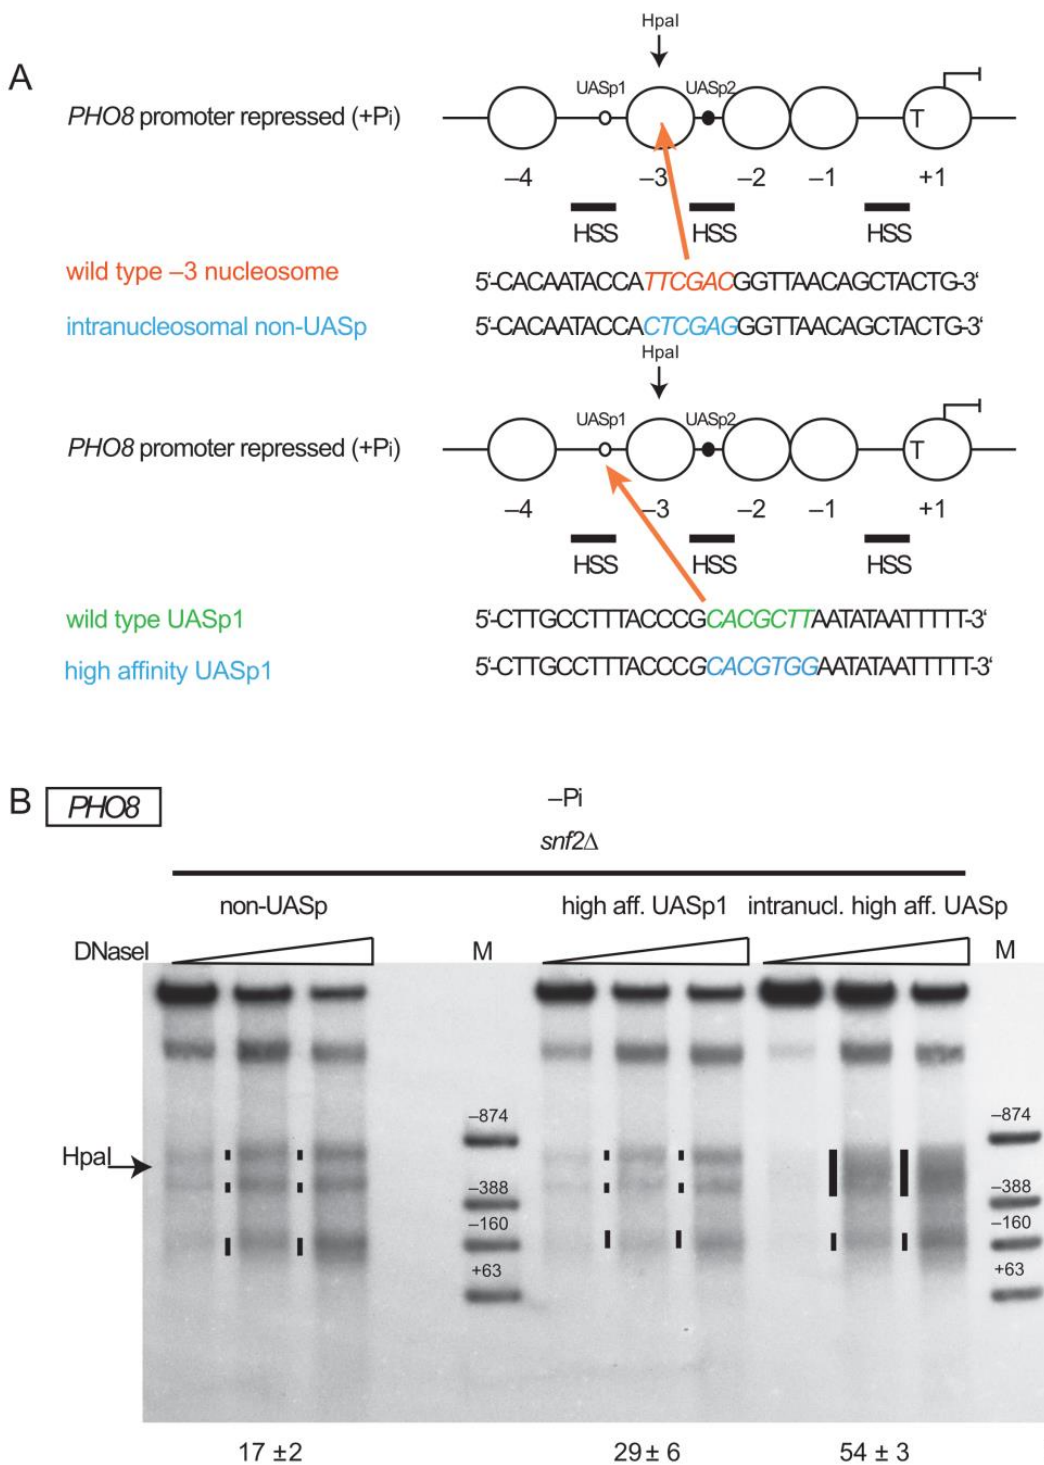 HpaI
A
UASp1 UASp2
PHO8 promoter repressed (+Pi)
T
–4 –3 –2 –1 +1
HSS HSS HSS
wild type –3 nucleosome 5‘-CACAATACCATTCGACGGTTAACAGCTACTG-3‘
intranucleosomal non-UASp 5‘-CACAATACCACTCGAGGGTTAACAGCTACTG-3‘
HpaI
UASp1 UASp2
PHO8 promoter repressed (+Pi)
T
–4 –3 –2 –1 +1
HSS HSS HSS
wild type UASp1 5‘-CTTGCCTTTACCCGCACGCTTAATATAATTTTT-3‘
high affinity UASp1 5‘-CTTGCCTTTACCCGCACGTGGAATATAATTTTT-3‘
B PHO8 –Pi
snf2Δ
non-UASp high aff. UASp1 intranucl. high aff. UASp
DNaseI M M
–874 –874
HpaI
–388 –388
–160 –160
+63 +63
17 ±2 29 ± 6 54 ± 3